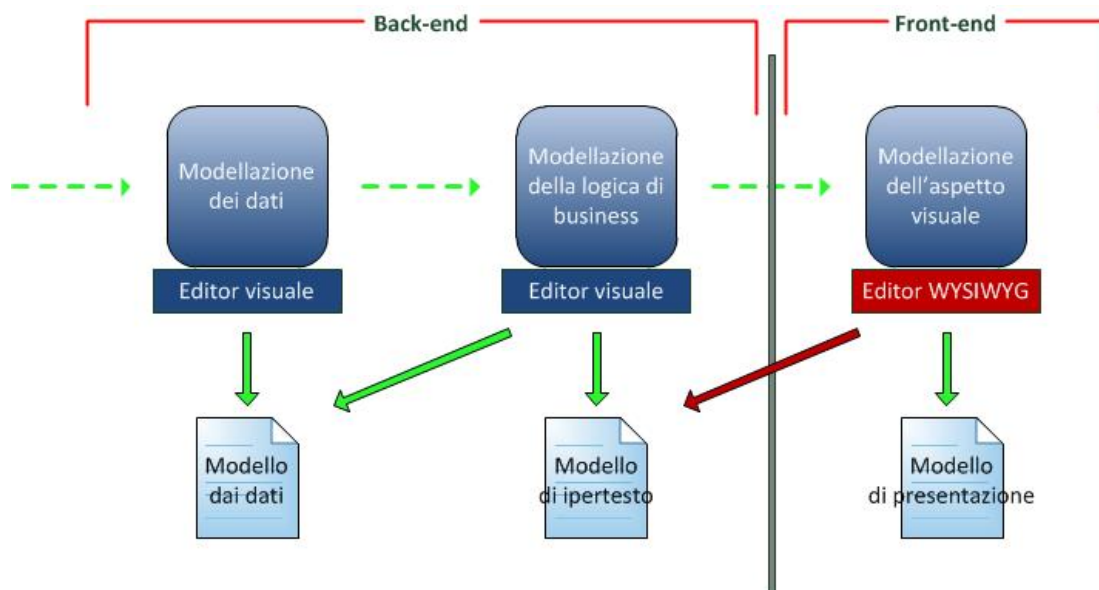 Back-end
Front-end
Modellazione
dei dati
Modellazione
della logica di
business
Modellazione
dell'aspetto
visuale
Editor visuale
Editor visuale
Editor WYSIWYG
Modello
dai dati
Modello
di ipertesto
Modello
di presentazione